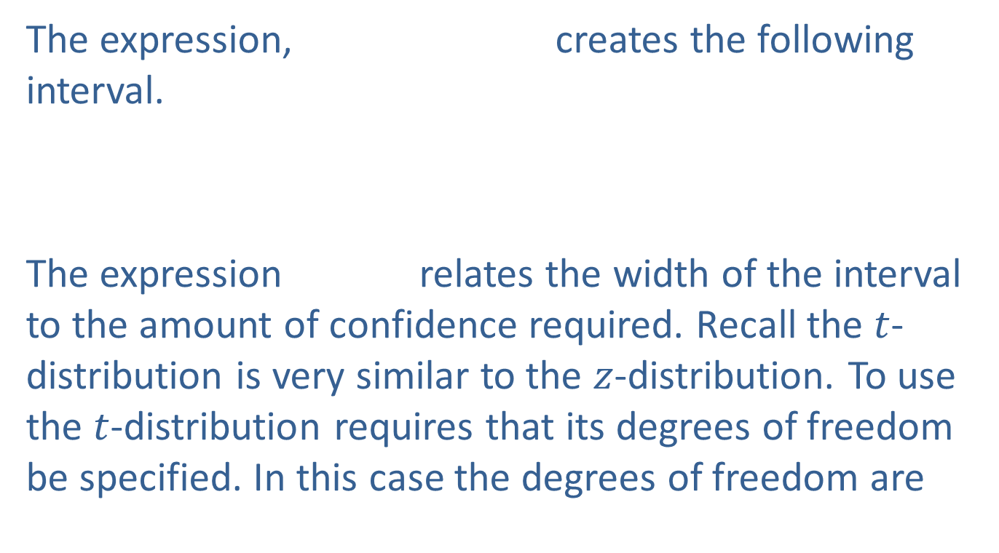 The expression, creates the following
interval.
The expression relates the width of the interval
to the amount of confidence required. Recall the t-
distribution is very similar to the z-distribution. To use
the t-distribution requires that its degrees of freedom
be specified. In this case the degrees of freedom are